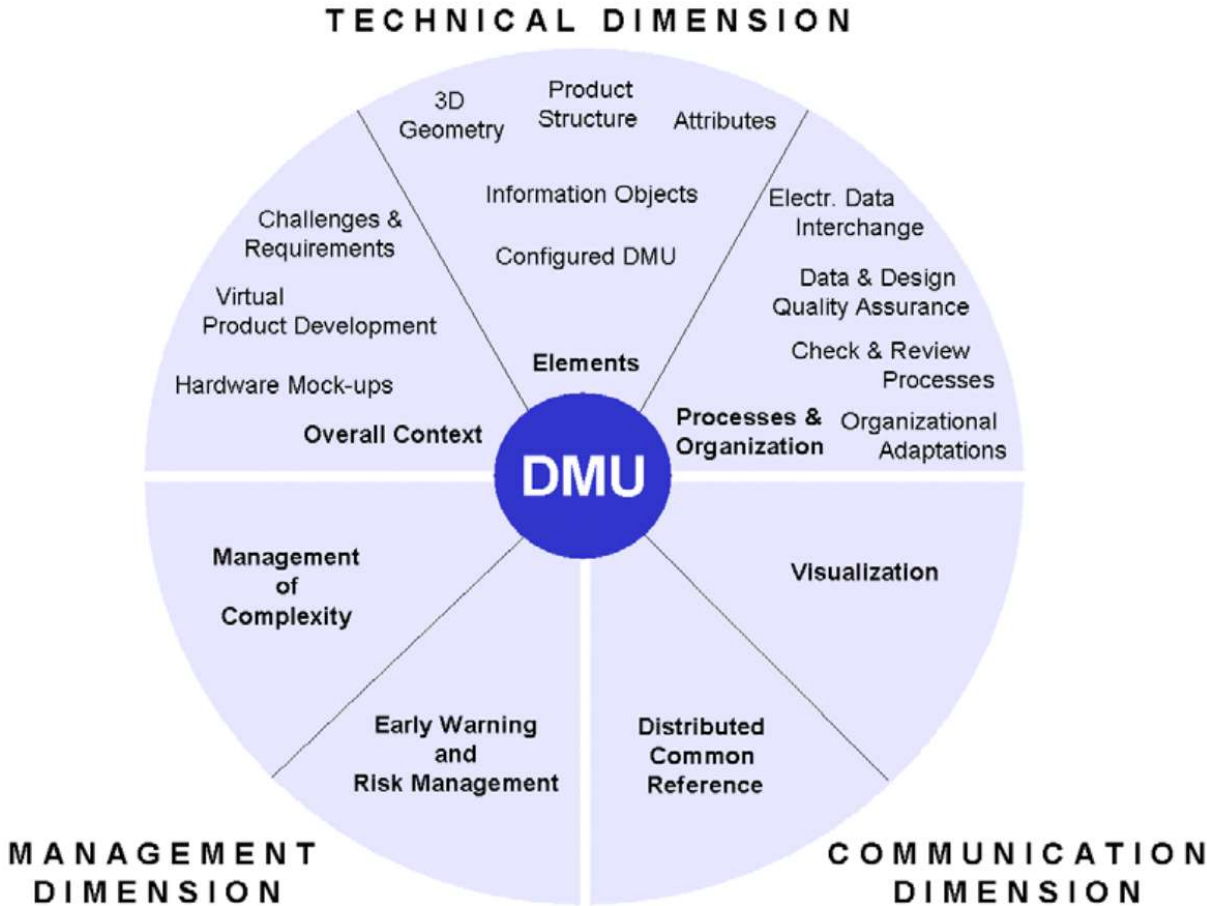 TECHNICAL DIMENSION
3D
Geometry
Product
Structure
Attributes
Information Objects
Configured DMU
Elements
Challenges &
Requirements
Virtual
Product Development
Hardware Mock-ups
Overall Context
Electr. Data
Interchange
Data & Design
Quality Assurance
Check & Review
Processes
Processes &
Organization
Organizational
Adaptations
DMU
Management
of
Complexity
Early Warning
and
Risk Management
Distributed
Common
Reference
Visualization
MANAGEMENT
DIMENSION
COMMUNICATION
DIMENSION